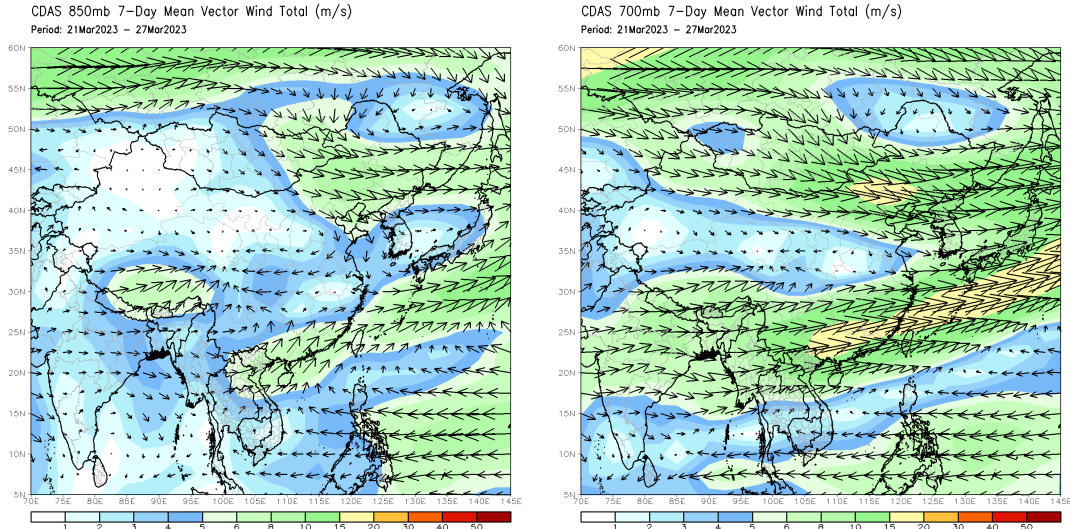 CDAS 850mb 7-Day Mean Vector Wind Total (m/s)
Period: 21Mar2023 - 27Mar2023
60N
55N
50N
45N
40N
35N
30N
25N
20N
15N
10N
5N
70E 75E 80E 85E 90E 95E 100E 105E 110E 115E 120E 125E 130E 135E 140E 145E
1 2 3 4 5 6 8 10 15 20 30 40 50
CDAS 700mb 7-Day Mean Vector Wind Total (m/s)
Period: 21Mar2023 - 27Mar2023
60N
55N
50N
45N
40N
35N
30N
25N
20N
15N
10N
5N
70E 75E 80E 85E 90E 95E 100E 105E 110E 115E 120E 125E 130E 135E 140E 145E
1 2 3 4 5 6 8 10 15 20 30 40 50